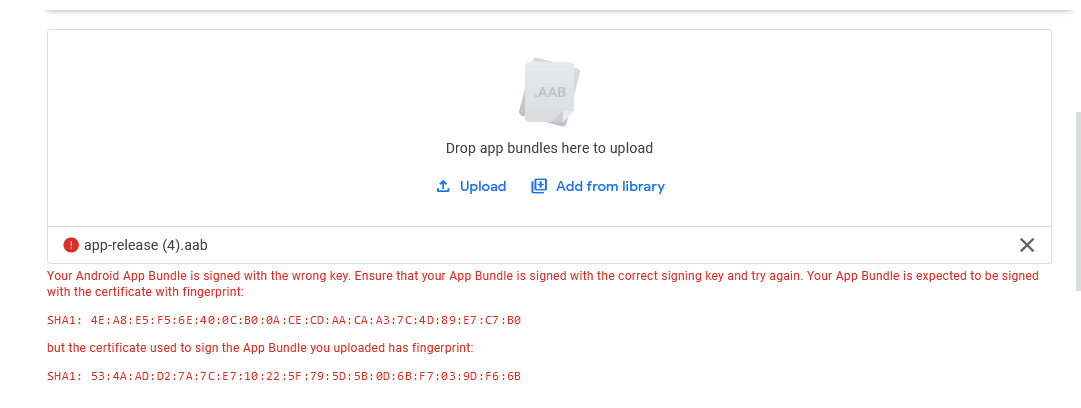 .AAB
Drop app bundles here to upload
Upload Add from library
app-release (4).aab
Your Android App Bundle is signed with the wrong key. Ensure that your App Bundle is signed with the correct signing key and try again. Your App Bundle is expected to be signed
with the certificate with fingerprint:
SHA1: 4E:A8:E5:F5:6E:40:0C:B0:0A:CE:CD:AA:CA:A3:7C:4D:89:E7:C7:B0
but the certificate used to sign the App Bundle you uploaded has fingerprint:
SHA1: 53:4A:AD:D2:7A:7C:E7:10:22:5F:79:5D:5B:0D:6B:F7:03:9D:F6:6B